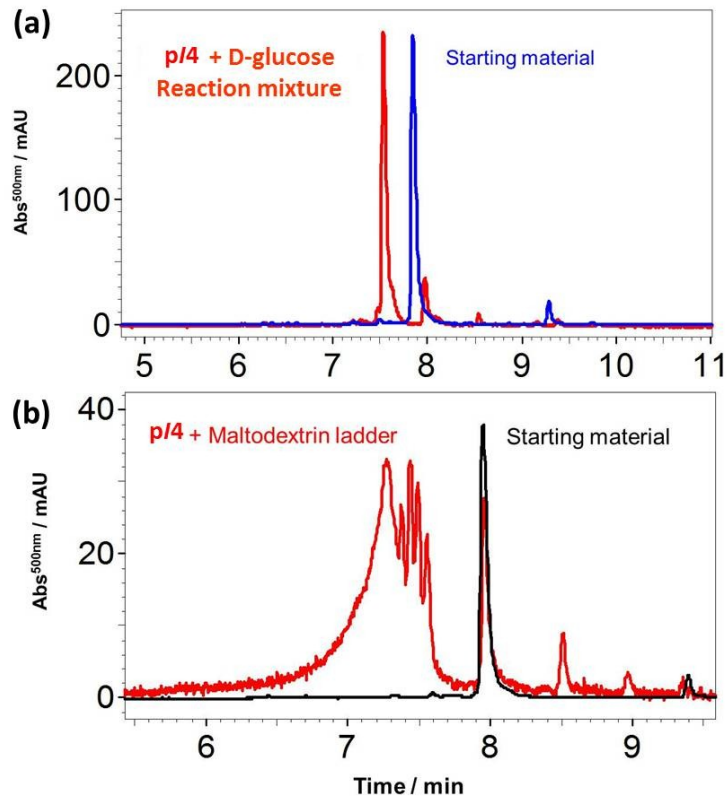 (a)
p/4 + D-glucose
Reaction mixture
Starting material
Abs500nm / mAU
200
100
0
5 6 7 8 9 10 11
(b)
p/4 + Maltodextrin ladder
Starting material
Abs500nm / mAU
40
20
0
6 7 8 9
Time / min